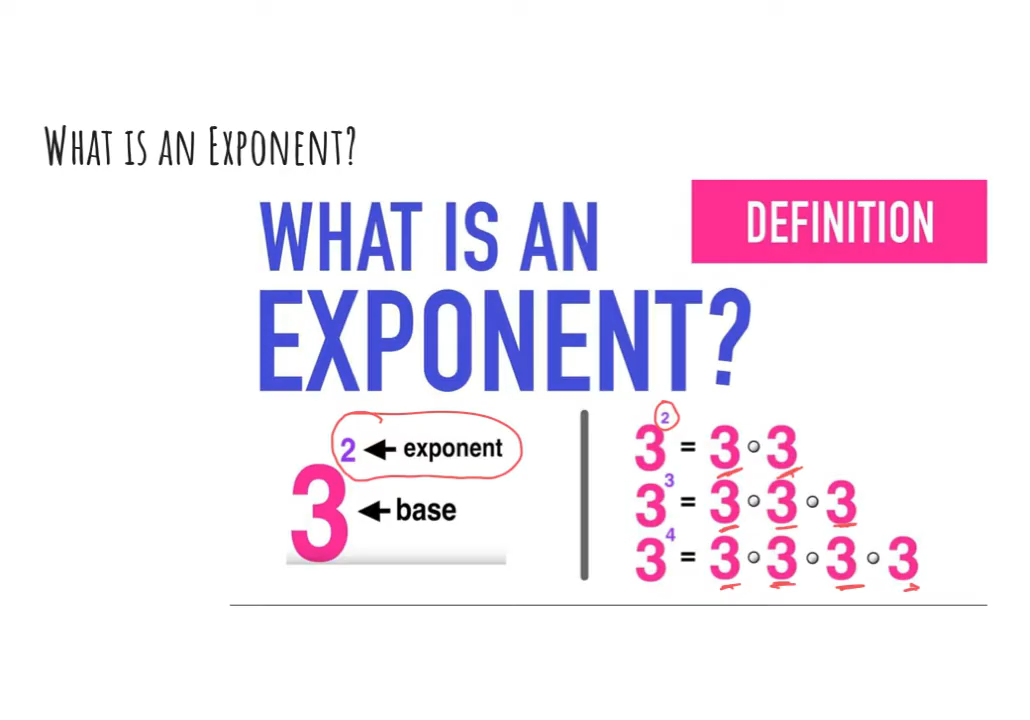 What is an Exponent?
WHAT IS AN
EXPONENT?
DEFINITION
2 ← exponent
3 ← base
3² = 3 ∘ 3
3³ = 3 ∘ 3 ∘ 3
3⁴ = 3 ∘ 3 ∘ 3 ∘ 3